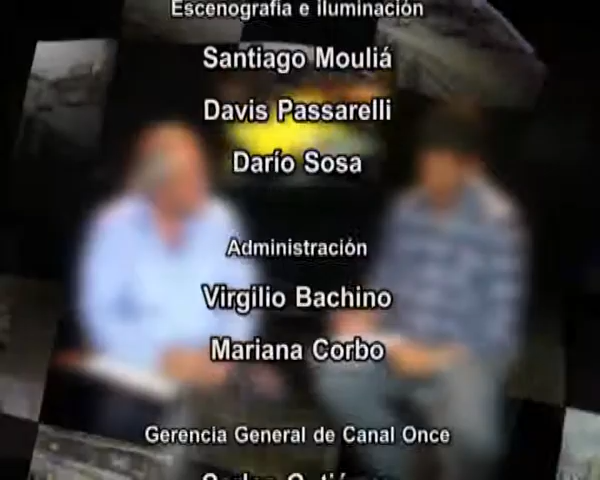 Escenografía e iluminación
Santiago Mouliá
Davis Passarelli
Darío Sosa
Administración
Virgilio Bachino
Mariana Corbo
Gerencia General de Canal Once